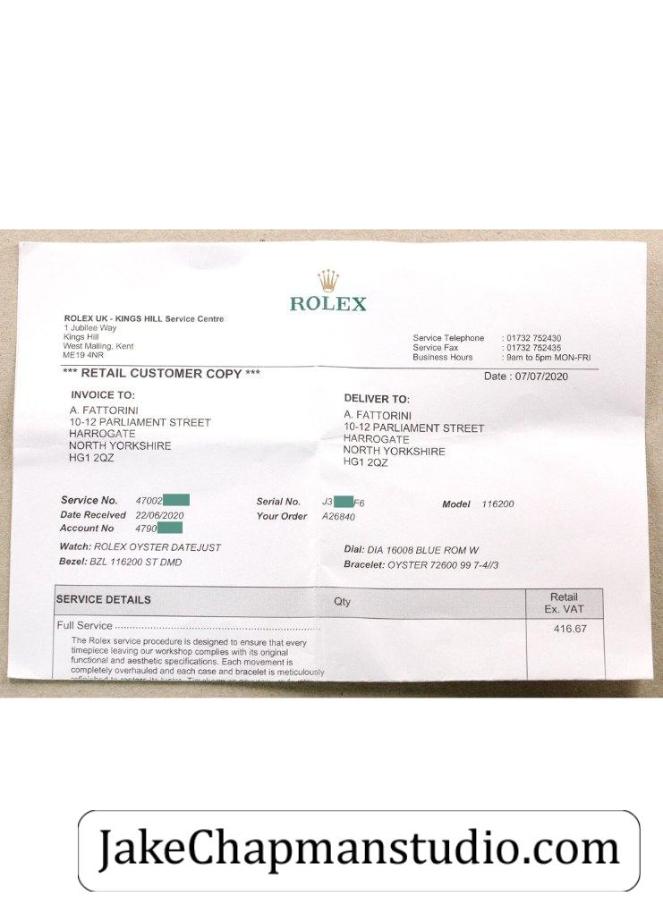 ROLEX
ROLEX UK - KINGS HILL Service Centre
1 Jubilee Way
Kings Hill
West Malling, Kent
ME19 4NR
Service Telephone : 01732 752430
Service Fax : 01732 752435
Business Hours : 9am to 5pm MON-FRI
*** RETAIL CUSTOMER COPY ***
Date : 07/07/2020
INVOICE TO:
A. FATTORINI
10-12 PARLIAMENT STREET
HARROGATE
NORTH YORKSHIRE
HG1 2QZ
DELIVER TO:
A. FATTORINI
10-12 PARLIAMENT STREET
HARROGATE
NORTH YORKSHIRE
HG1 2QZ
Service No. 47002
Serial No. J3 F6
Model 116200
Date Received 22/06/2020
Your Order A26840
Account No 4790
Watch: ROLEX OYSTER DATEJUST
Dial: DIA 16008 BLUE ROM W
Bezel: BZL 116200 ST DMD
Bracelet: OYSTER 72600 99 7-4//3
SERVICE DETAILS Qty Retail
Ex. VAT
Full Service 416.67
The Rolex service procedure is designed to ensure that every
timepiece leaving our workshop complies with its original
functional and aesthetic specifications. Each movement is
completely overhauled and each case and bracelet is meticulously
JakeChapmanstudio.com